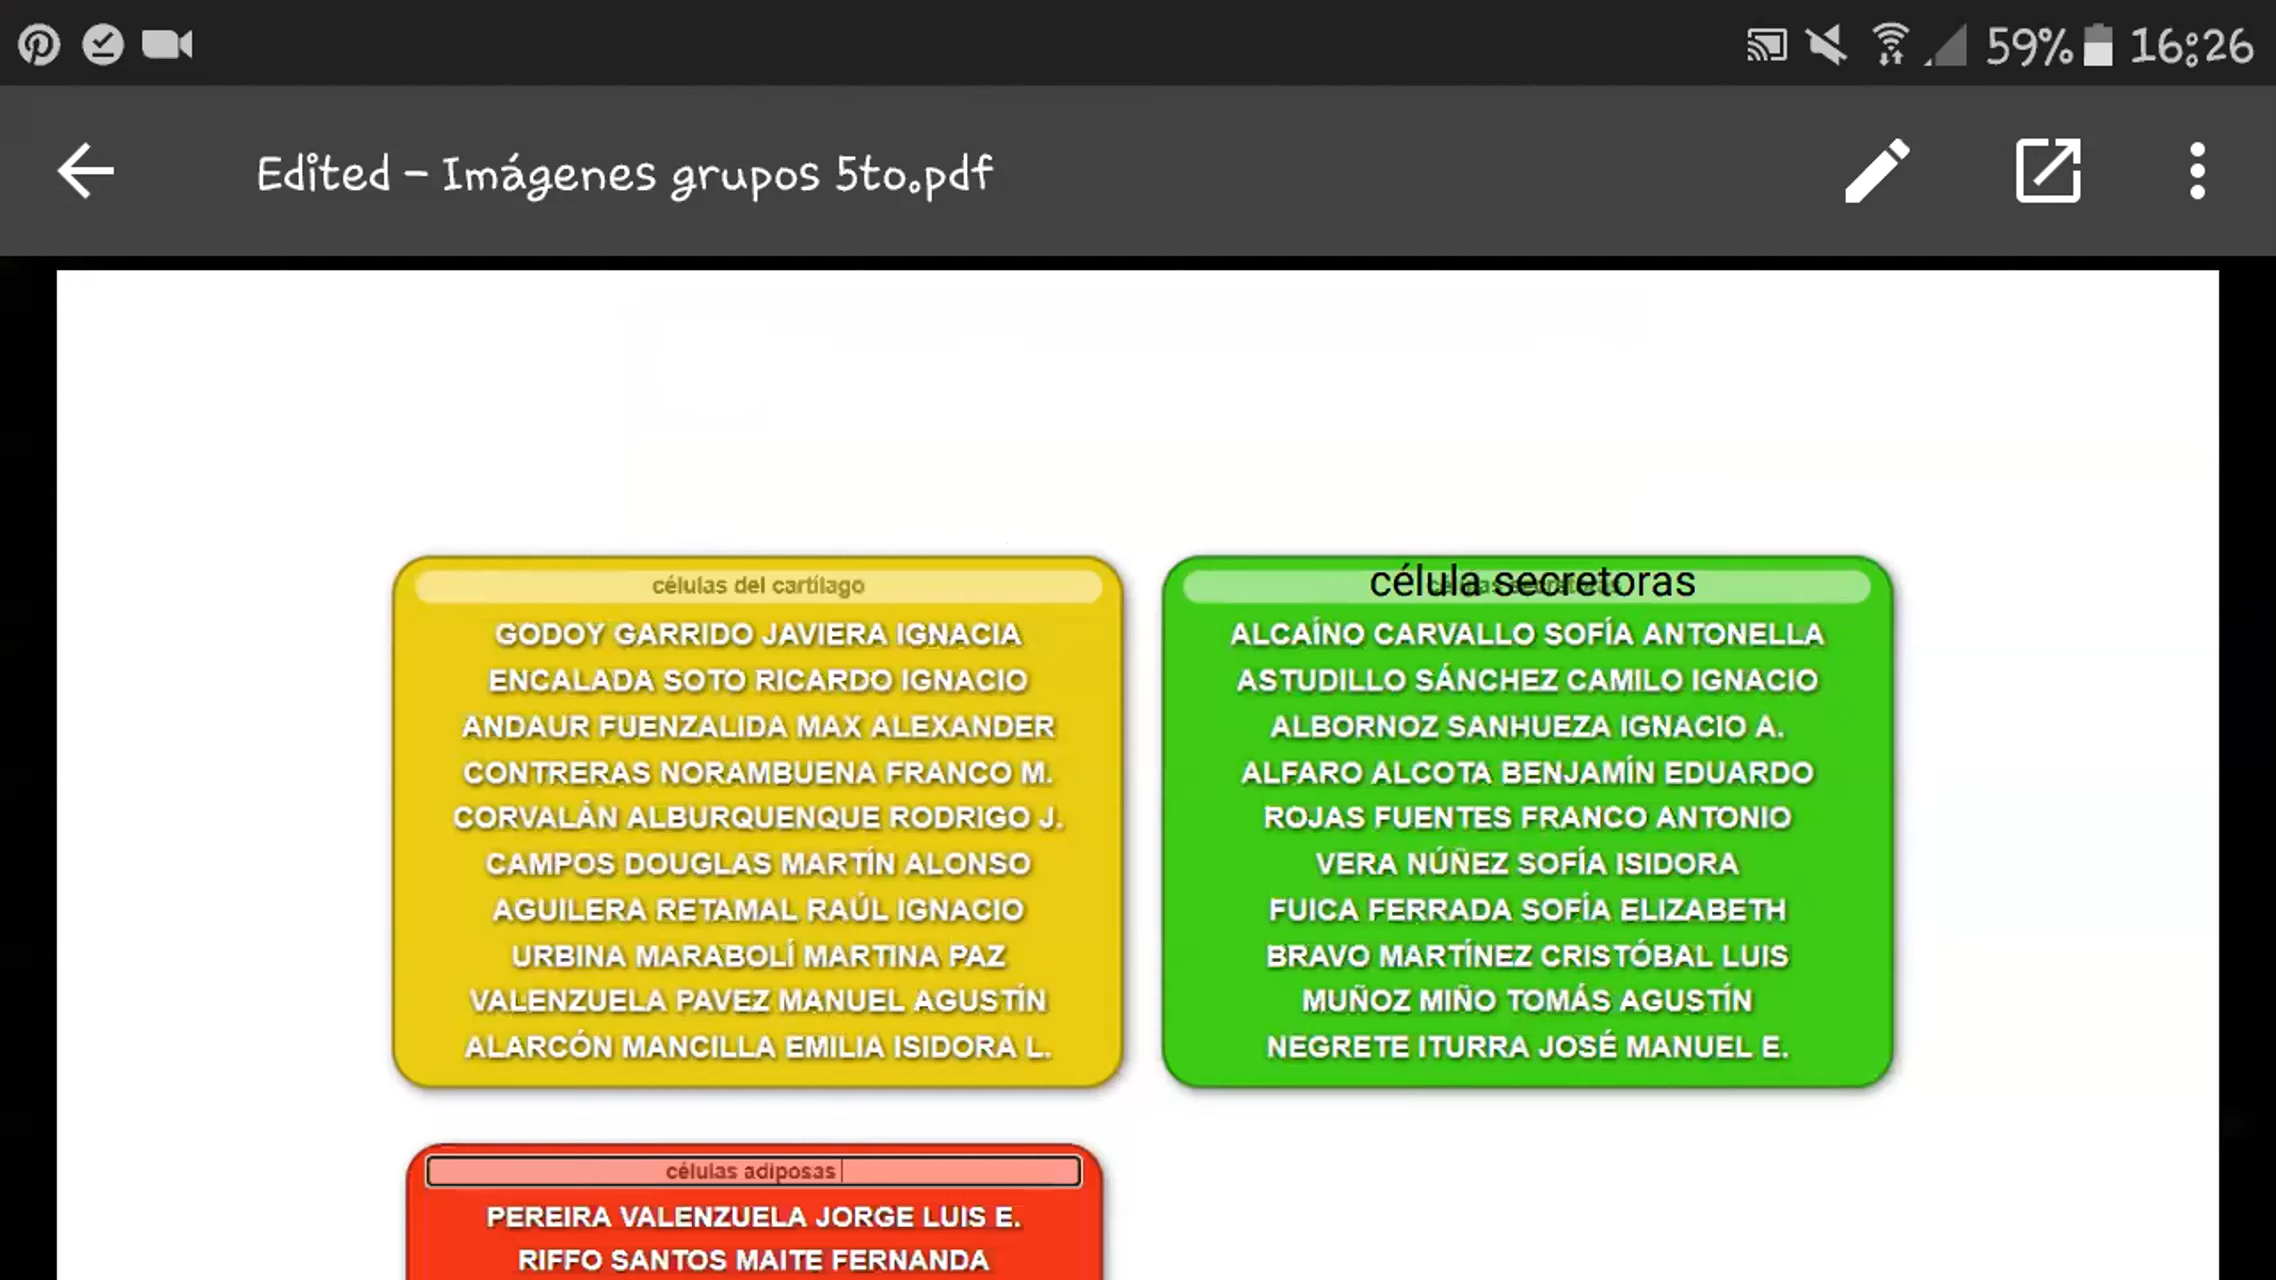 59% 16:26
Edited - Imágenes grupos 5to.pdf
células del cartílago
GODOY GARRIDO JAVIERA IGNACIA
ENCALADA SOTO RICARDO IGNACIO
ANDAUR FUENZALIDA MAX ALEXANDER
CONTRERAS NORAMBUENA FRANCO M.
CORVALÁN ALBURQUENQUE RODRIGO J.
CAMPOS DOUGLAS MARTÍN ALONSO
AGUILERA RETAMAL RAÚL IGNACIO
URBINA MARABOLÍ MARTINA PAZ
VALENZUELA PAVEZ MANUEL AGUSTÍN
ALARCÓN MANCILLA EMILIA ISIDORA L.
célula secretoras
ALCAÍNO CARVALLO SOFÍA ANTONELLA
ASTUDILLO SÁNCHEZ CAMILO IGNACIO
ALBORNOZ SANHUEZA IGNACIO A.
ALFARO ALCOTA BENJAMÍN EDUARDO
ROJAS FUENTES FRANCO ANTONIO
VERA NÚÑEZ SOFÍA ISIDORA
FUICA FERRADA SOFÍA ELIZABETH
BRAVO MARTÍNEZ CRISTÓBAL LUIS
MUÑOZ MIÑO TOMÁS AGUSTÍN
NEGRETE ITURRA JOSÉ MANUEL E.
células adiposas
PEREIRA VALENZUELA JORGE LUIS E.
RIFFO SANTOS MAITE FERNANDA